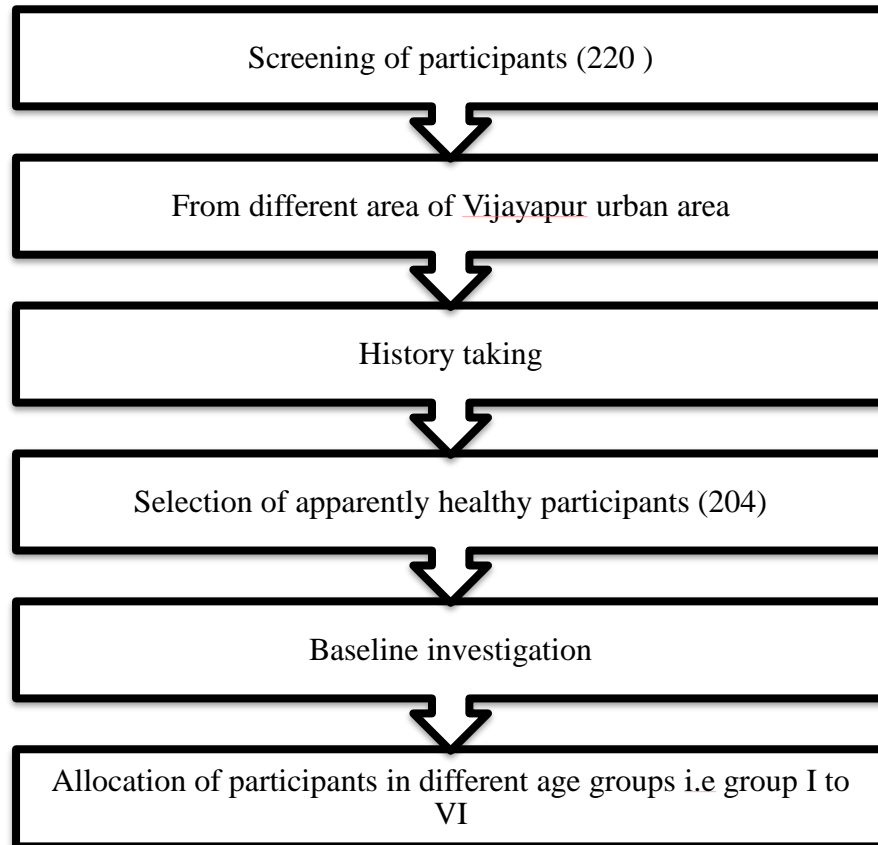 Screening of participants (220 )
From different area of Vijayapur urban area
History taking
Selection of apparently healthy participants (204)
Baseline investigation
Allocation of participants in different age groups i.e group I to
VI